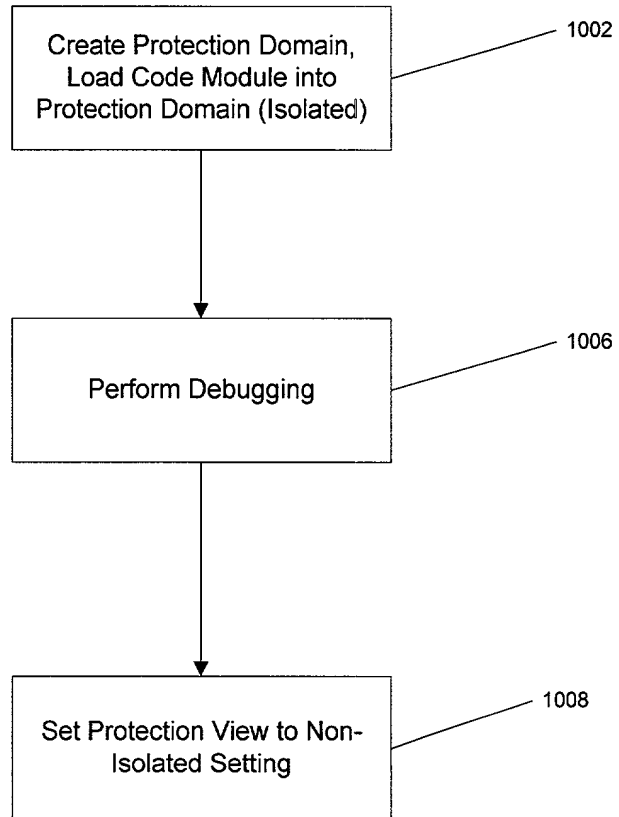 Create Protection Domain,
Load Code Module into
Protection Domain (Isolated)
1002
Perform Debugging
1006
Set Protection View to Non-
Isolated Setting
1008